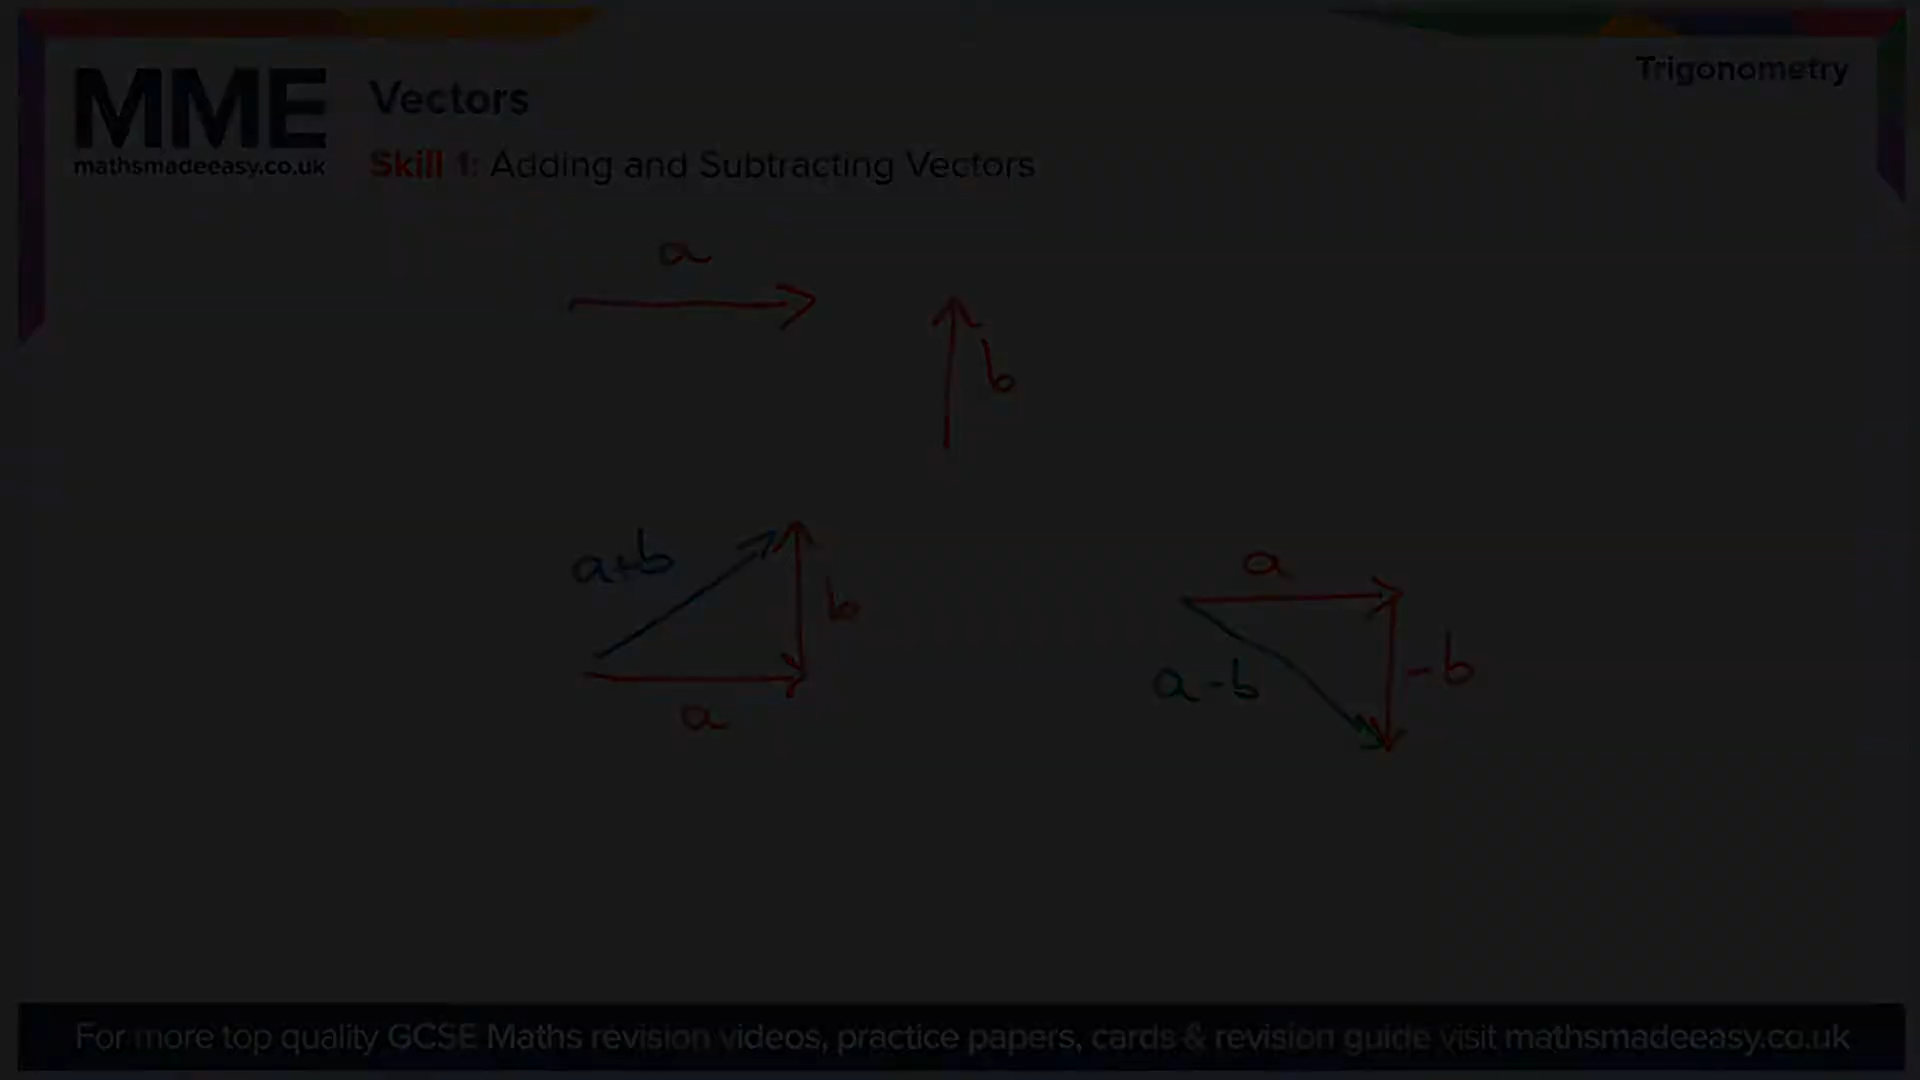 MME
mathsmadeeasy.co.uk
Vectors
Skill 1: Adding and Subtracting Vectors
Trigonometry
a
b
a+b
b
a
a
-b
a-b
For more top quality GCSE Maths revision videos, practice papers, cards & revision guide visit mathsmadeeasy.co.uk